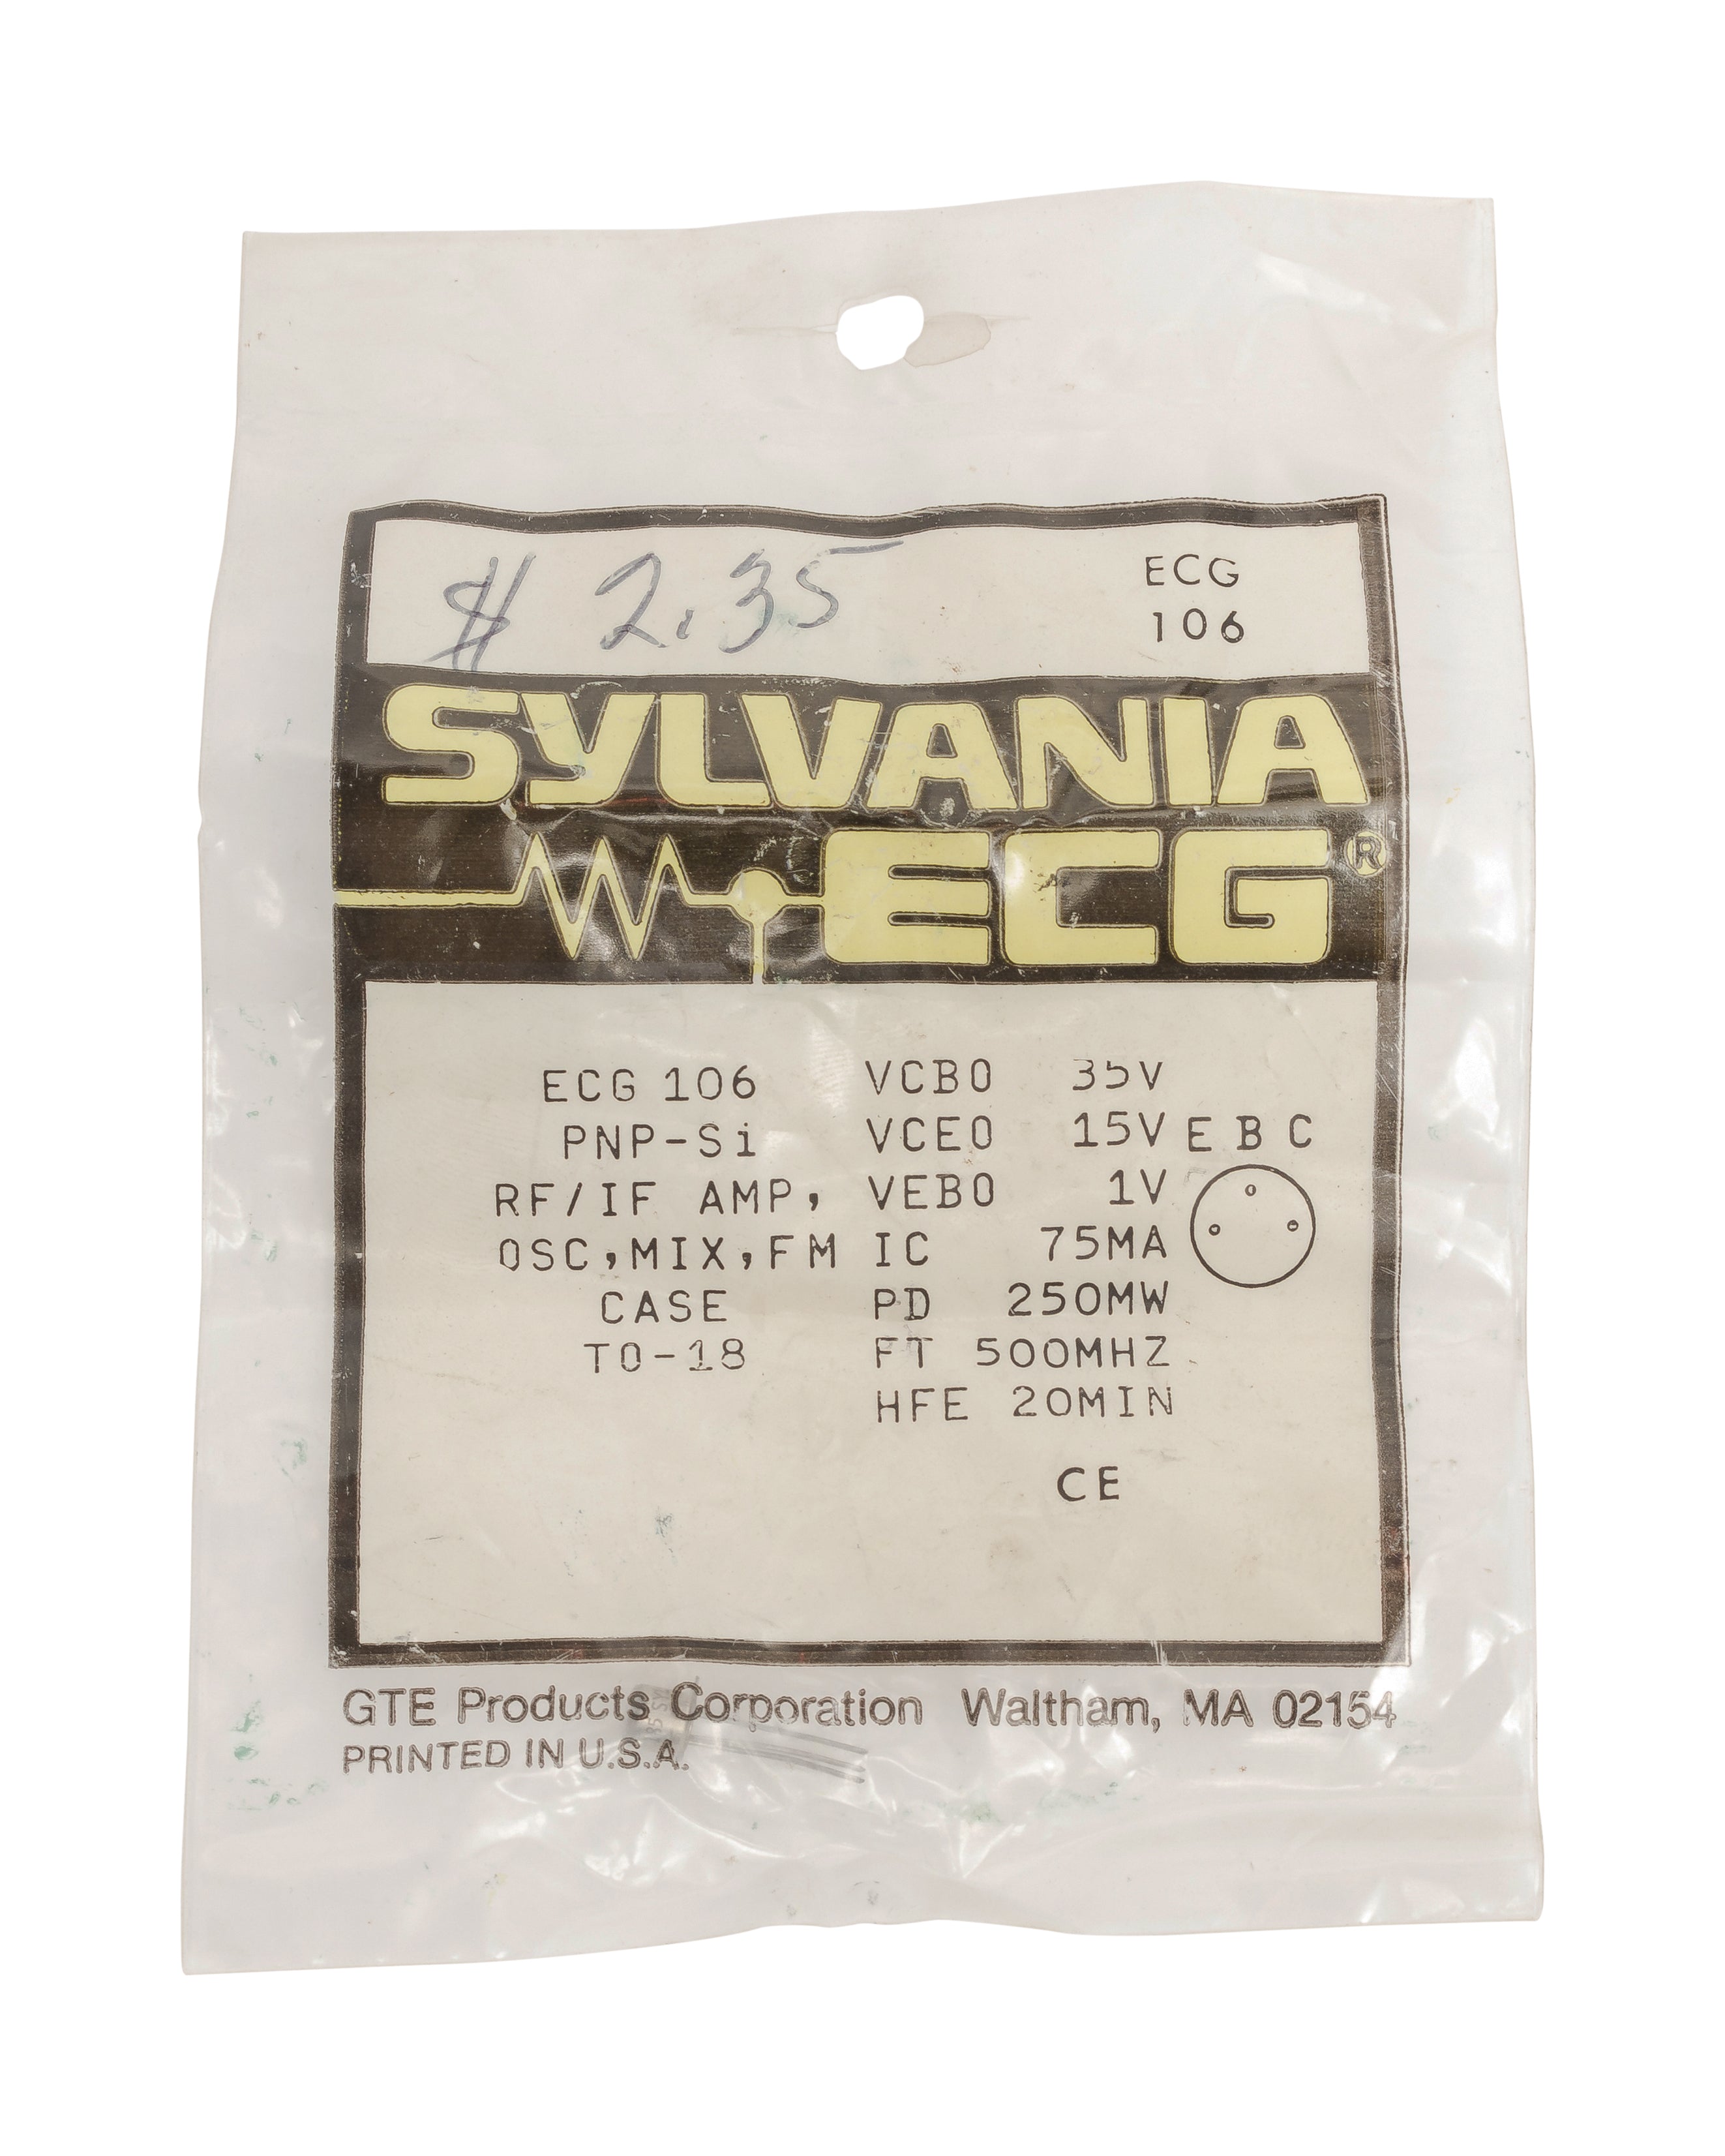 $ 2.35
ECG
106
SYLVANIA
ECG®
ECG 106 VCBO 35V
PNP-Si VCEO 15V E B C
RF/IF AMP, VEBO 1V
OSC,MIX,FM IC 75MA
CASE PD 250MW
TO-18 FT 500MHZ
HFE 20MIN
CE
GTE Products Corporation Waltham, MA 02154
PRINTED IN U.S.A.